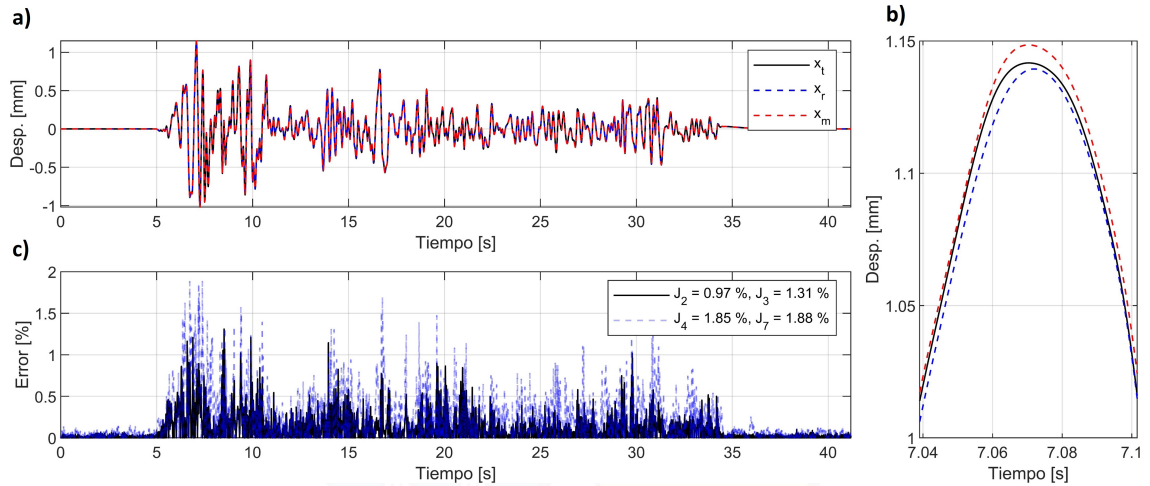 a)
Desp. [mm]
1
0.5
0
-0.5
-1
0 5 10 15 20 25 30 35 40
Tiempo [s]
x_t
x_r
x_m
b)
Desp. [mm]
1.15
1.10
1.05
1
7.04 7.06 7.08 7.1
Tiempo [s]
c)
Error [%]
2
1.5
1
0.5
0
0 5 10 15 20 25 30 35 40
Tiempo [s]
J_2 = 0.97 %, J_3 = 1.31 %
J_4 = 1.85 %, J_7 = 1.88 %